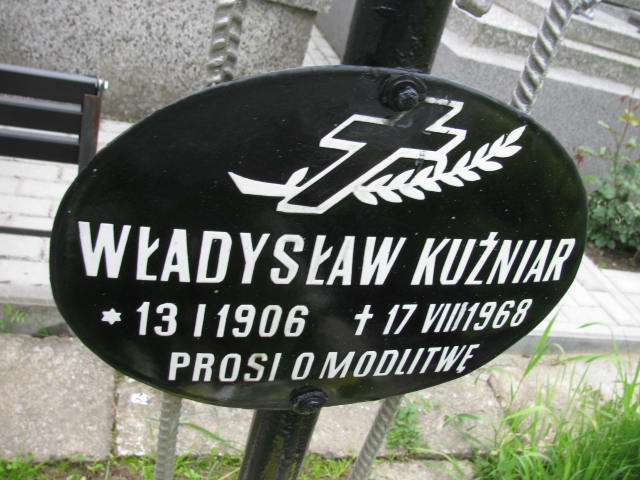 WŁADYSŁAW KUŹNIAR
* 13 I 1906 † 17 VIII 1968
PROSI O MODLITWĘ